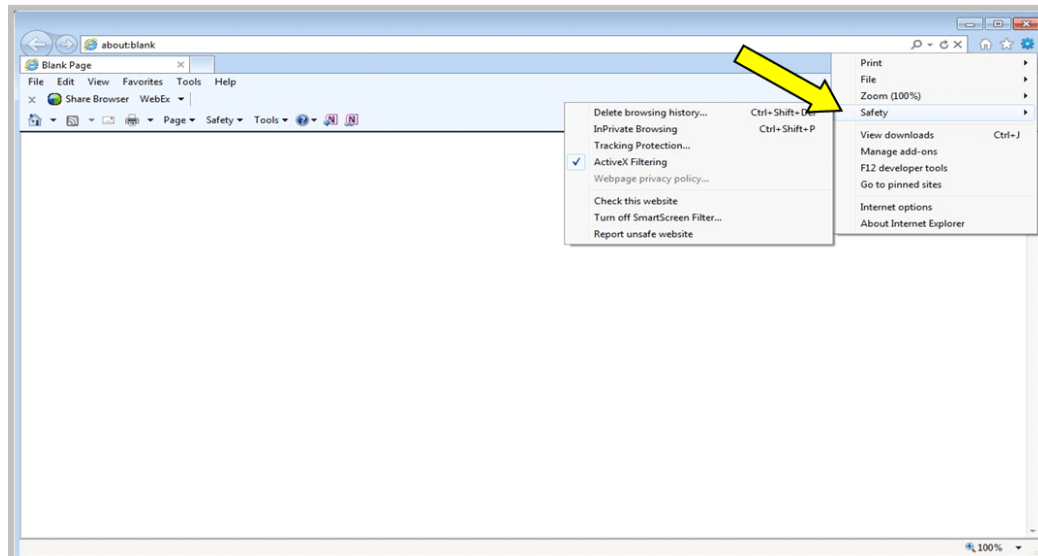 about:blank
Blank Page
File Edit View Favorites Tools Help
x Share Browser WebEx
Page Safety Tools
Print
File
Zoom (100%)
Safety
View downloads Ctrl+J
Manage add-ons
F12 developer tools
Go to pinned sites
Internet options
About Internet Explorer
Delete browsing history... Ctrl+Shift+Del
InPrivate Browsing Ctrl+Shift+P
Tracking Protection...
ActiveX Filtering
Webpage privacy policy...
Check this website
Turn off SmartScreen Filter...
Report unsafe website
100%